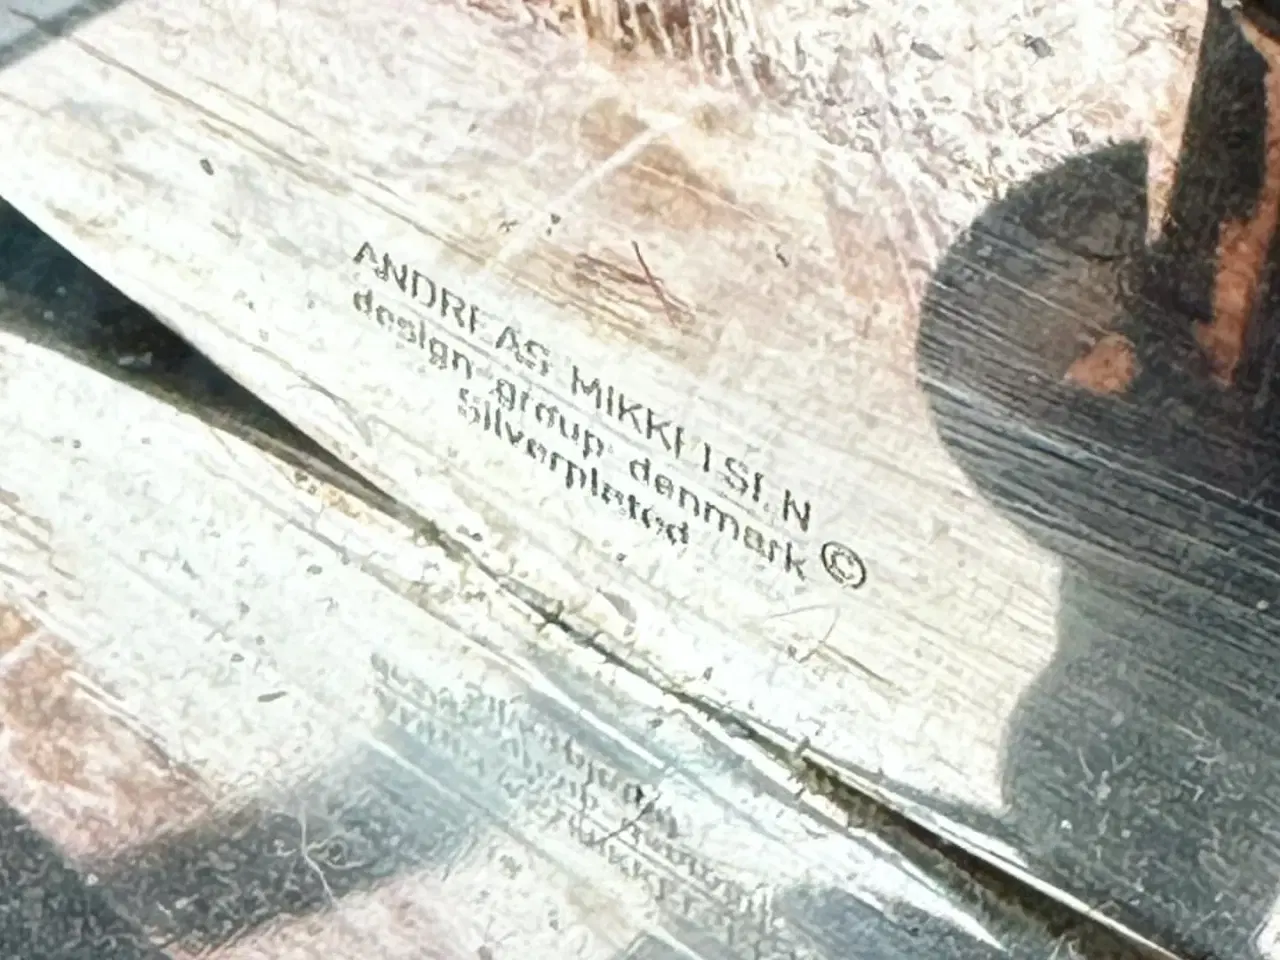 ANDREAS MIKKELSEN
design group denmark ©
Silverplated